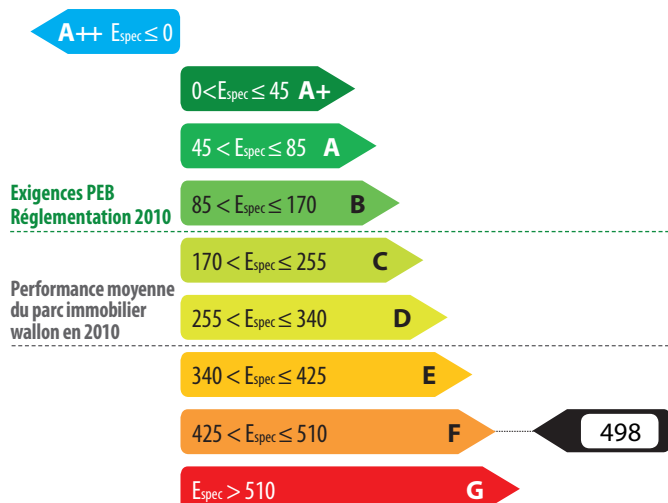 A++ Espec ≤ 0
0<Espec ≤ 45 A+
45 < Espec ≤ 85 A
Exigences PEB
Réglementation 2010
85 < Espec ≤ 170 B
170 < Espec ≤ 255 C
Performance moyenne
du parc immobilier
wallon en 2010
255 < Espec ≤ 340 D
340 < Espec ≤ 425 E
425 < Espec ≤ 510 F
498
Espec > 510 G